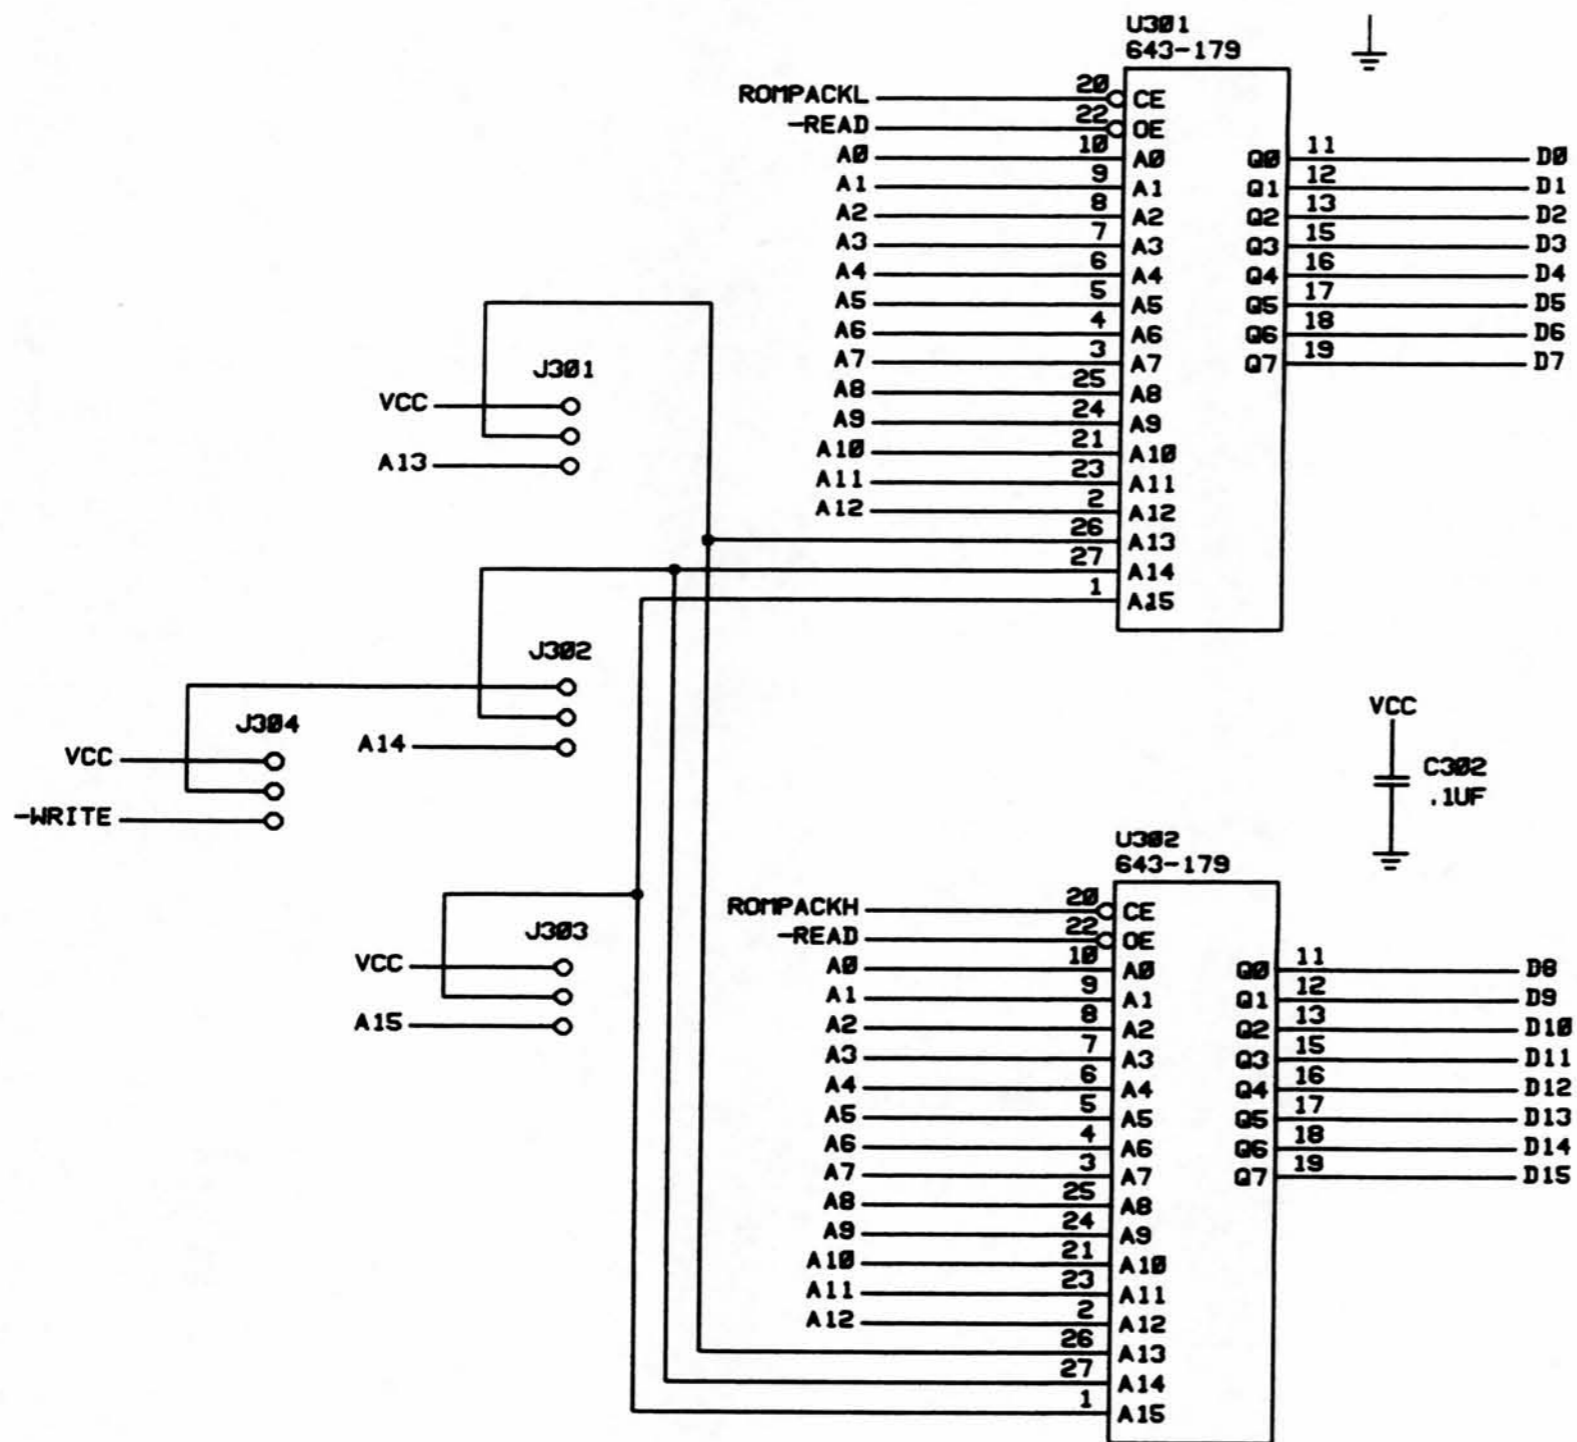 U301
643-179
ROMPACKL 20 CE
-READ 22 OE
A0 10 A0 Q0 11 D0
A1 9 A1 Q1 12 D1
A2 8 A2 Q2 13 D2
A3 7 A3 Q3 15 D3
A4 6 A4 Q4 16 D4
A5 5 A5 Q5 17 D5
A6 4 A6 Q6 18 D6
A7 3 A7 Q7 19 D7
A8 25 A8
A9 24 A9
A10 21 A10
A11 23 A11
A12 2 A12
26 A13
27 A14
1 A15
J301
VCC
A13
J302
A14
J304
VCC
-WRITE
J303
VCC
A15
VCC
C302
.1UF
U302
643-179
ROMPACKH 20 CE
-READ 22 OE
A0 10 A0 Q0 11 D8
A1 9 A1 Q1 12 D9
A2 8 A2 Q2 13 D10
A3 7 A3 Q3 15 D11
A4 6 A4 Q4 16 D12
A5 5 A5 Q5 17 D13
A6 4 A6 Q6 18 D14
A7 3 A7 Q7 19 D15
A8 25 A8
A9 24 A9
A10 21 A10
A11 23 A11
A12 2 A12
26 A13
27 A14
1 A15